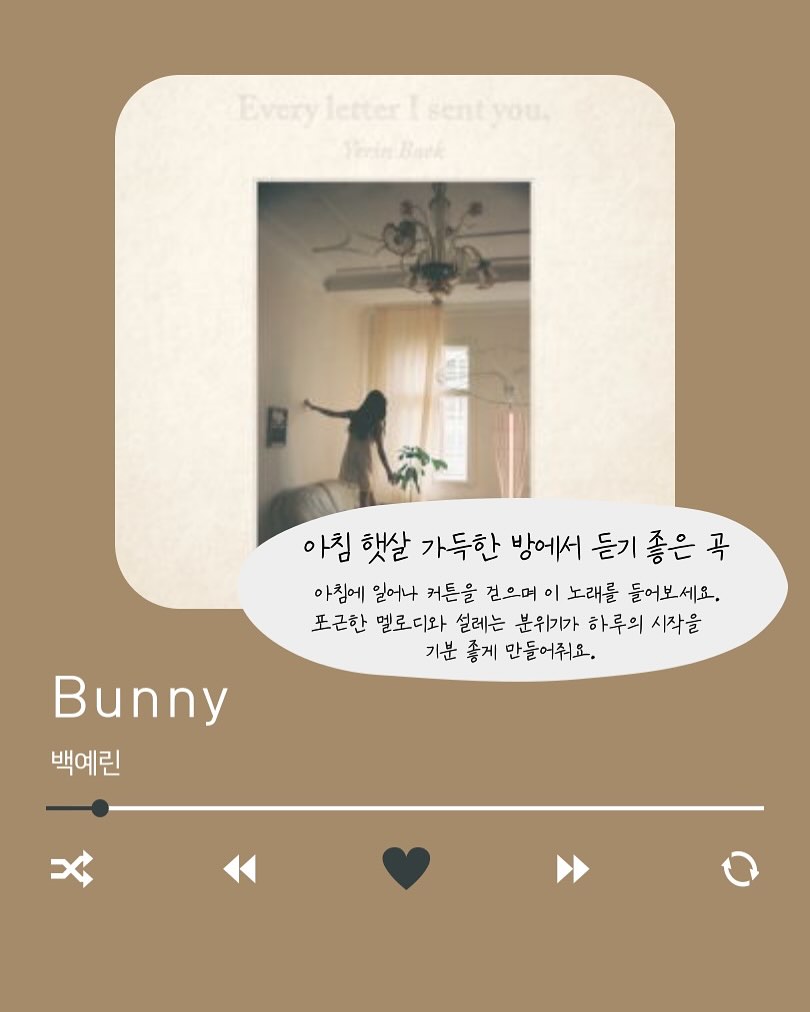 Every letter I sent you.
Yerin Baek
아침 햇살 가득한 방에서 듣기 좋은 곡
아침에 일어나 커튼을 걷으며 이 노래를 들어보세요.
포근한 멜로디와 설레는 분위기가 하루의 시작을
기분 좋게 만들어줘요.
Bunny
백예린